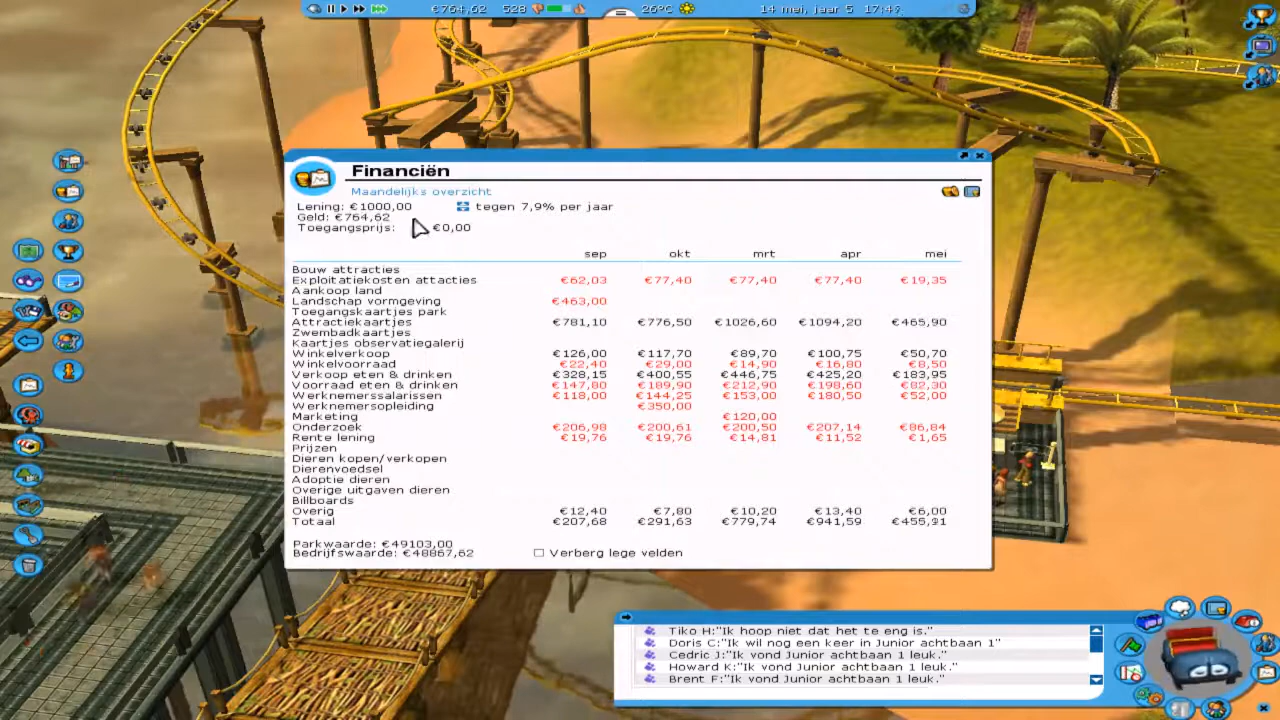 €764,62 528 26°C 14 mei, jaar 5 17:4?
Financiën
Maandelijks overzicht
Lening: €1000,00 tegen 7,9% per jaar
Geld: €764,62
Toegangsprijs: €0,00
sep okt mrt apr mei
Bouw attracties
Exploitatiekosten attacties €62,03 €77,40 €77,40 €77,40 €19,35
Aankoop land
Landschap vormgeving €463,00
Toegangskaartjes park
Attractiekaartjes €781,10 €776,50 €1026,60 €1094,20 €465,90
Zwembadkaartjes
Kaartjes observatiegalerij
Winkelverkoop €126,00 €117,70 €89,70 €100,75 €50,70
Winkelvoorraad €22,40 €29,00 €14,90 €16,80 €8,50
Verkoop eten & drinken €328,15 €400,55 €446,75 €425,20 €183,95
Voorraad eten & drinken €147,80 €189,90 €212,90 €198,60 €82,30
Werknemerssalarissen €118,00 €144,25 €153,00 €180,50 €52,00
Werknemersopleiding €350,00
Marketing €120,00
Onderzoek €206,98 €200,61 €200,50 €207,14 €86,84
Rente lening €19,76 €19,76 €14,81 €11,52 €1,65
Prijzen
Dieren kopen/verkopen
Dierenvoedsel
Adoptie dieren
Overige uitgaven dieren
Billboards
Overig €12,40 €7,80 €10,20 €13,40 €6,00
Totaal €207,68 €291,63 €779,74 €941,59 €455,91
Parkwaarde: €49103,00
Bedrijfswaarde: €48867,62 Verberg lege velden
Tiko H:"Ik hoop niet dat het te eng is."
Doris C:"Ik wil nog een keer in Junior achtbaan 1"
Cedric J:"Ik vond Junior achtbaan 1 leuk."
Howard K:"Ik vond Junior achtbaan 1 leuk."
Brent F:"Ik vond Junior achtbaan 1 leuk."